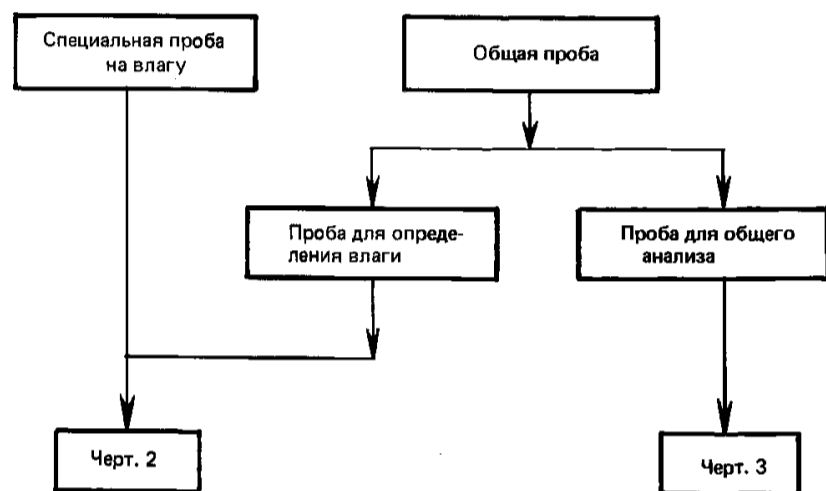 Специальная проба
на влагу
Общая проба
Проба для опреде-
ления влаги
Проба для общего
анализа
Черт. 2
Черт. 3